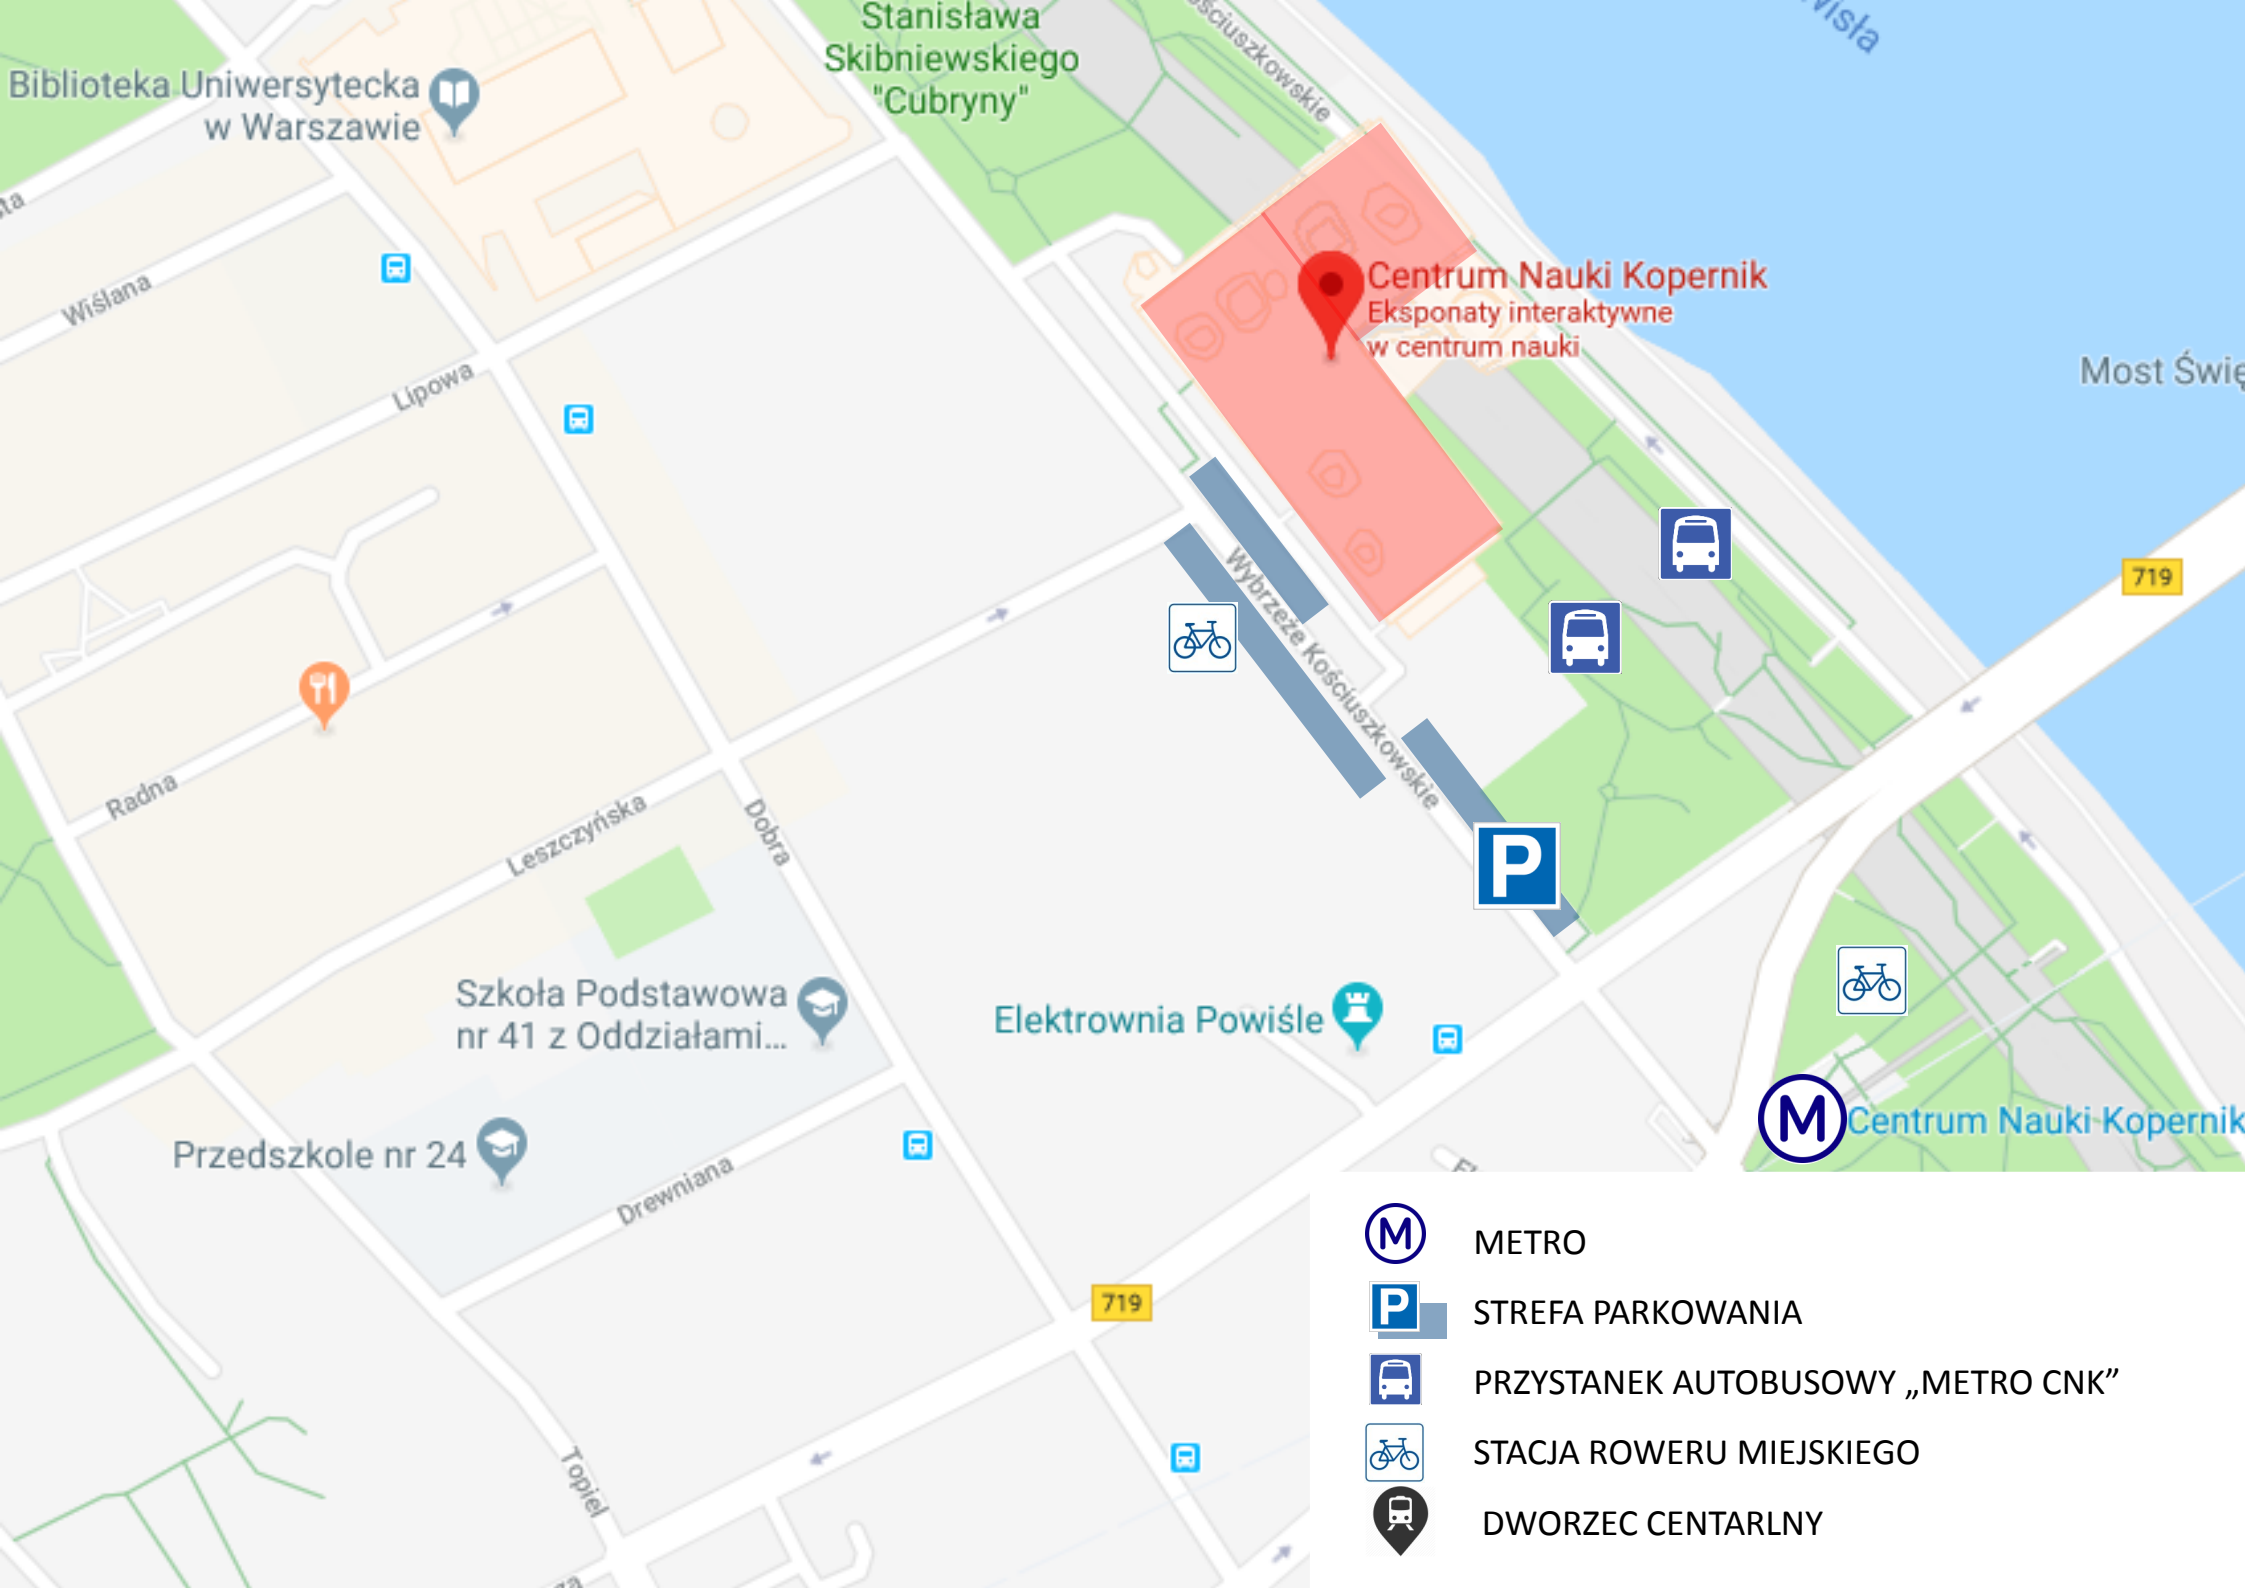 Stanisława
Skibniewskiego
"Cubryny"
Biblioteka Uniwersytecka
w Warszawie
Wisła
Kościuszkowskie
Centrum Nauki Kopernik
Eksponaty interaktywne
w centrum nauki
Most
Wiślana
Lipowa
719
Wybrzeże Kościuszkowskie
Radna
Leszczyńska
Dobra
P
Szkoła Podstawowa
nr 41 z Oddziałami...
Elektrownia Powiśle
M
Centrum Nauki Kopernik
Przedszkole nr 24
Drewniana
719
Topiel
M METRO
P STREFA PARKOWANIA
PRZYSTANEK AUTOBUSOWY „METRO CNK”
STACJA ROWERU MIEJSKIEGO
DWORZEC CENTARLNY